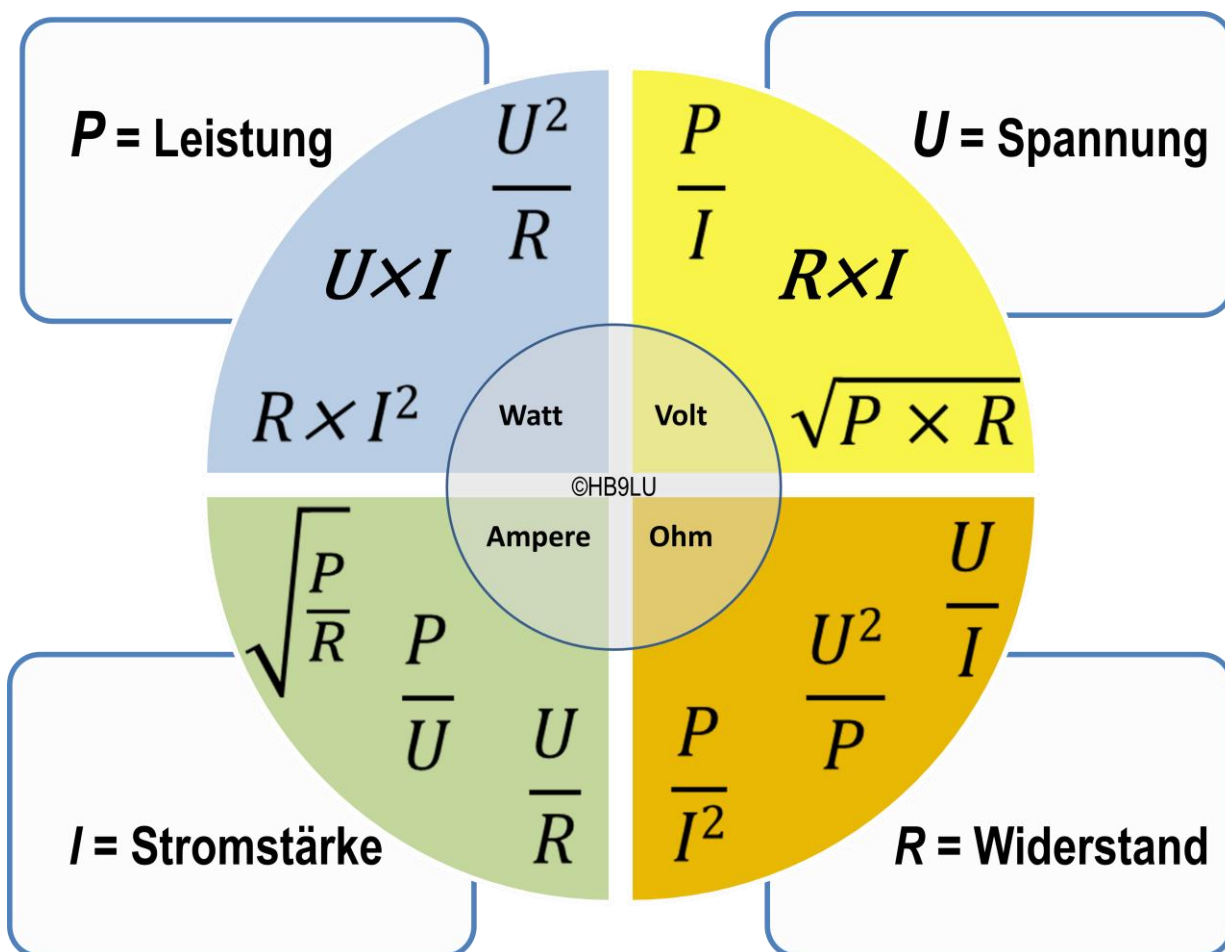 P = Leistung
U = Spannung
U²/R
U×I
R × I²
P/I
R×I
√(P × R)
Watt
Volt
©HB9LU
Ampere
Ohm
√(P/R)
P/U
U/R
U/I
U²/P
P/I²
I = Stromstärke
R = Widerstand